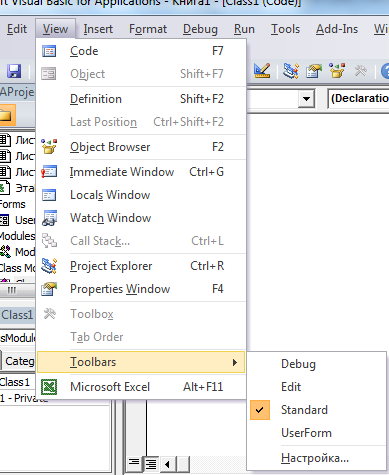 ft Visual Basic for Applications - Книга1 - [Class1 (Code)]
Edit View Insert Format Debug Run Tools Add-Ins Wi
AProje
(Declaration
Code F7
Object Shift+F7
Definition Shift+F2
Last Position Ctrl+Shift+F2
Object Browser F2
Immediate Window Ctrl+G
Locals Window
Watch Window
Call Stack... Ctrl+L
Project Explorer Ctrl+R
Properties Window F4
Toolbox
Tab Order
Toolbars
Microsoft Excel Alt+F11
Debug
Edit
Standard
UserForm
Настройка...
Лист
Лист
Лист
Эта
Forms
User
Modules
Mod
Class Mo
Class1
sModule
Categ
Class1
1 - Private